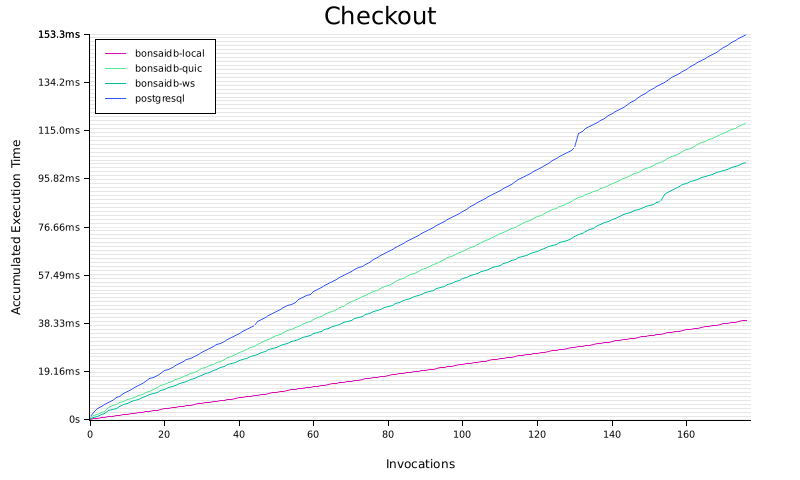 Checkout
153.3ms
134.2ms
115.0ms
95.82ms
76.66ms
57.49ms
38.33ms
19.16ms
0s
Accumulated Execution Time
bonsaidb-local
bonsaidb-quic
bonsaidb-ws
postgresql
0 20 40 60 80 100 120 140 160
Invocations